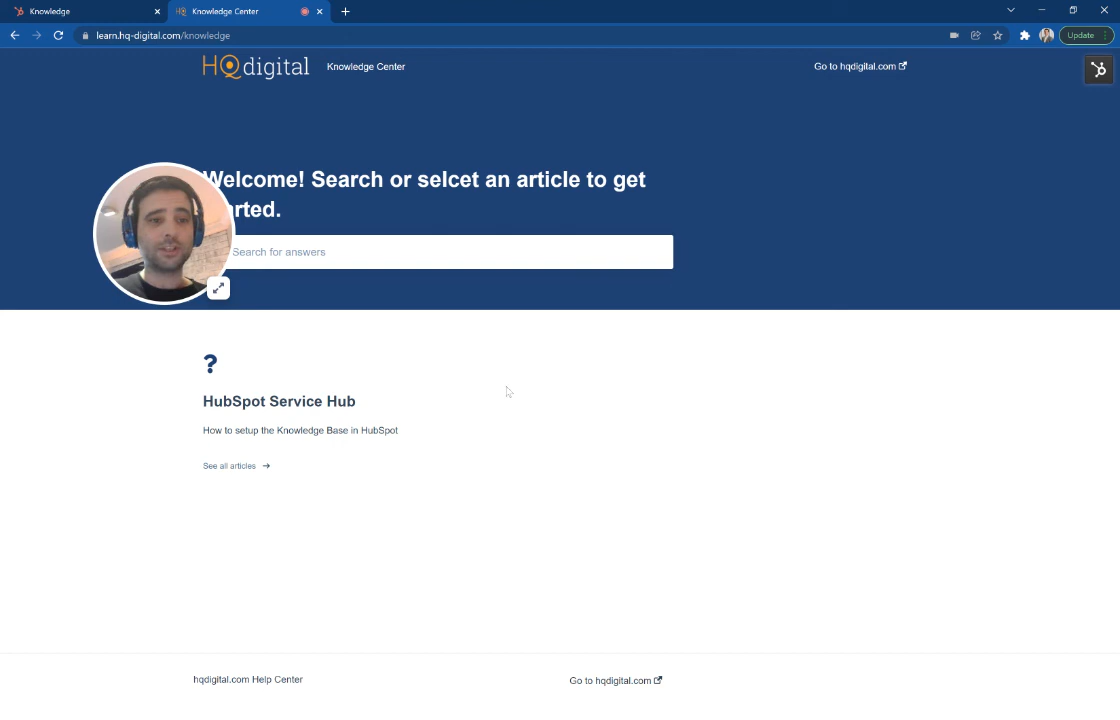 Knowledge
Knowledge Center
learn.hq-digital.com/knowledge
Update
HQdigital
Knowledge Center
Go to hqdigital.com
Welcome! Search or selcet an article to get
Search for answers
?
HubSpot Service Hub
How to setup the Knowledge Base in HubSpot
See all articles
hqdigital.com Help Center
Go to hqdigital.com